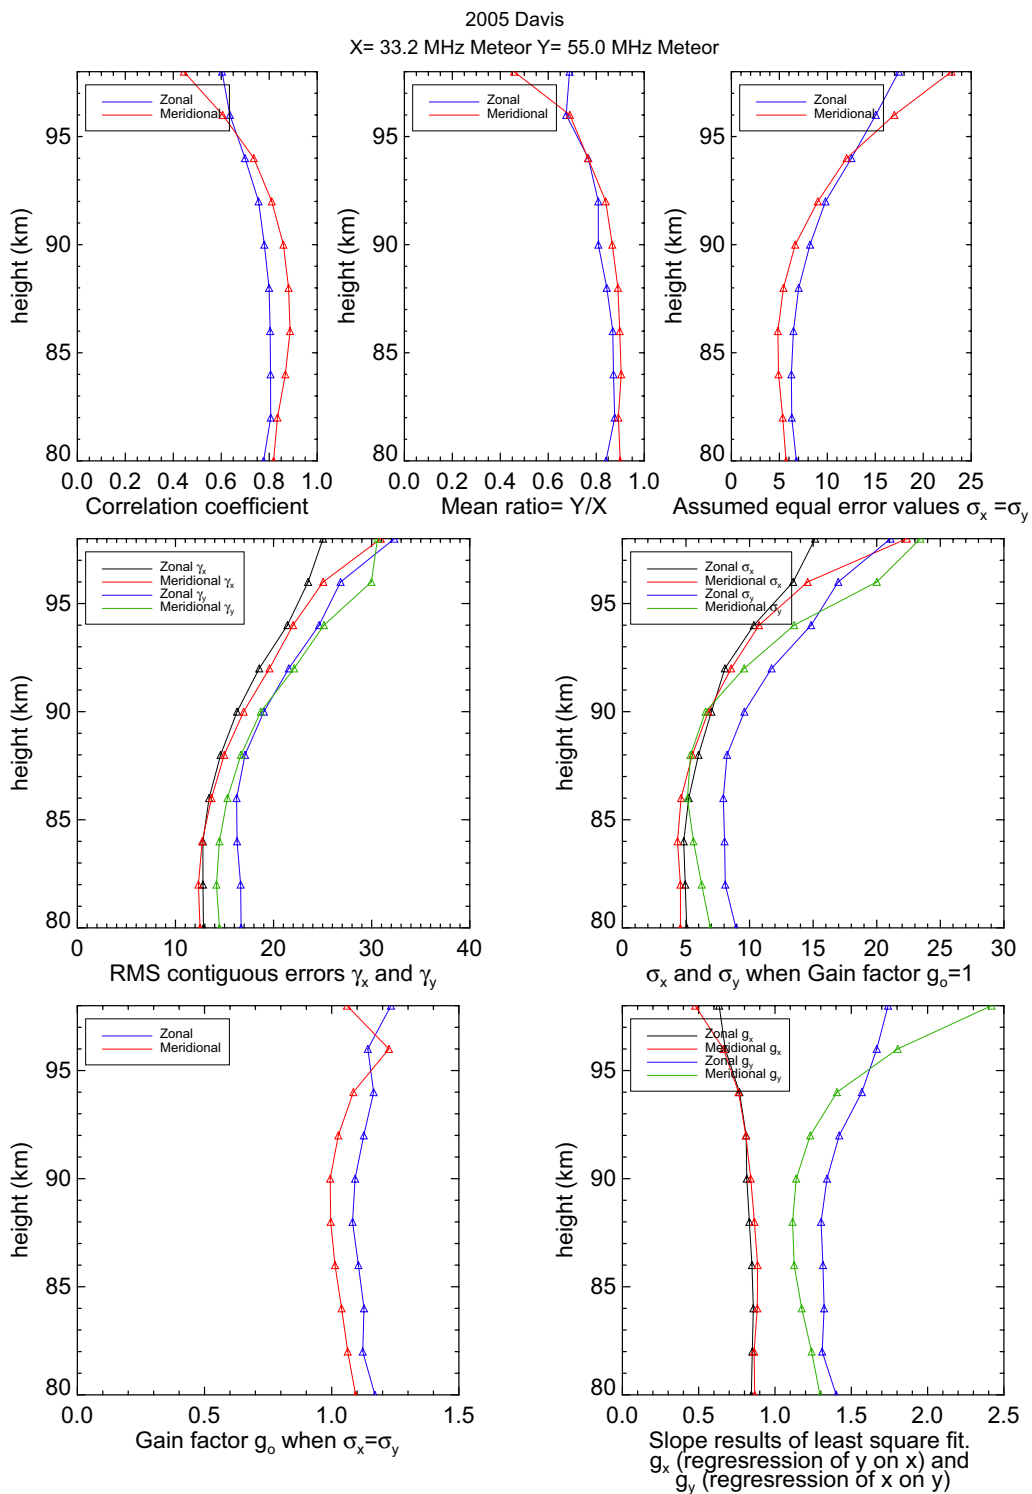 2005 Davis
X= 33.2 MHz Meteor Y= 55.0 MHz Meteor
Zonal
Meridional
95
90
85
80
height (km)
0.0 0.2 0.4 0.6 0.8 1.0
Correlation coefficient
Zonal
Meridional
95
90
85
80
height (km)
0.0 0.2 0.4 0.6 0.8 1.0
Mean ratio= Y/X
Zonal
Meridional
95
90
85
80
height (km)
0 5 10 15 20 25
Assumed equal error values σx =σy
Zonal γx
Meridional γx
Zonal γy
Meridional γy
95
90
85
80
height (km)
0 10 20 30 40
RMS contiguous errors γx and γy
Zonal σx
Meridional σx
Zonal σy
Meridional σy
95
90
85
80
height (km)
0 5 10 15 20 25 30
σx and σy when Gain factor go=1
Zonal
Meridional
95
90
85
80
height (km)
0.0 0.5 1.0 1.5
Gain factor go when σx=σy
Zonal gx
Meridional gx
Zonal gy
Meridional gy
95
90
85
80
height (km)
0.0 0.5 1.0 1.5 2.0 2.5
Slope results of least square fit.
gx (regresression of y on x) and
gy (regresression of x on y)